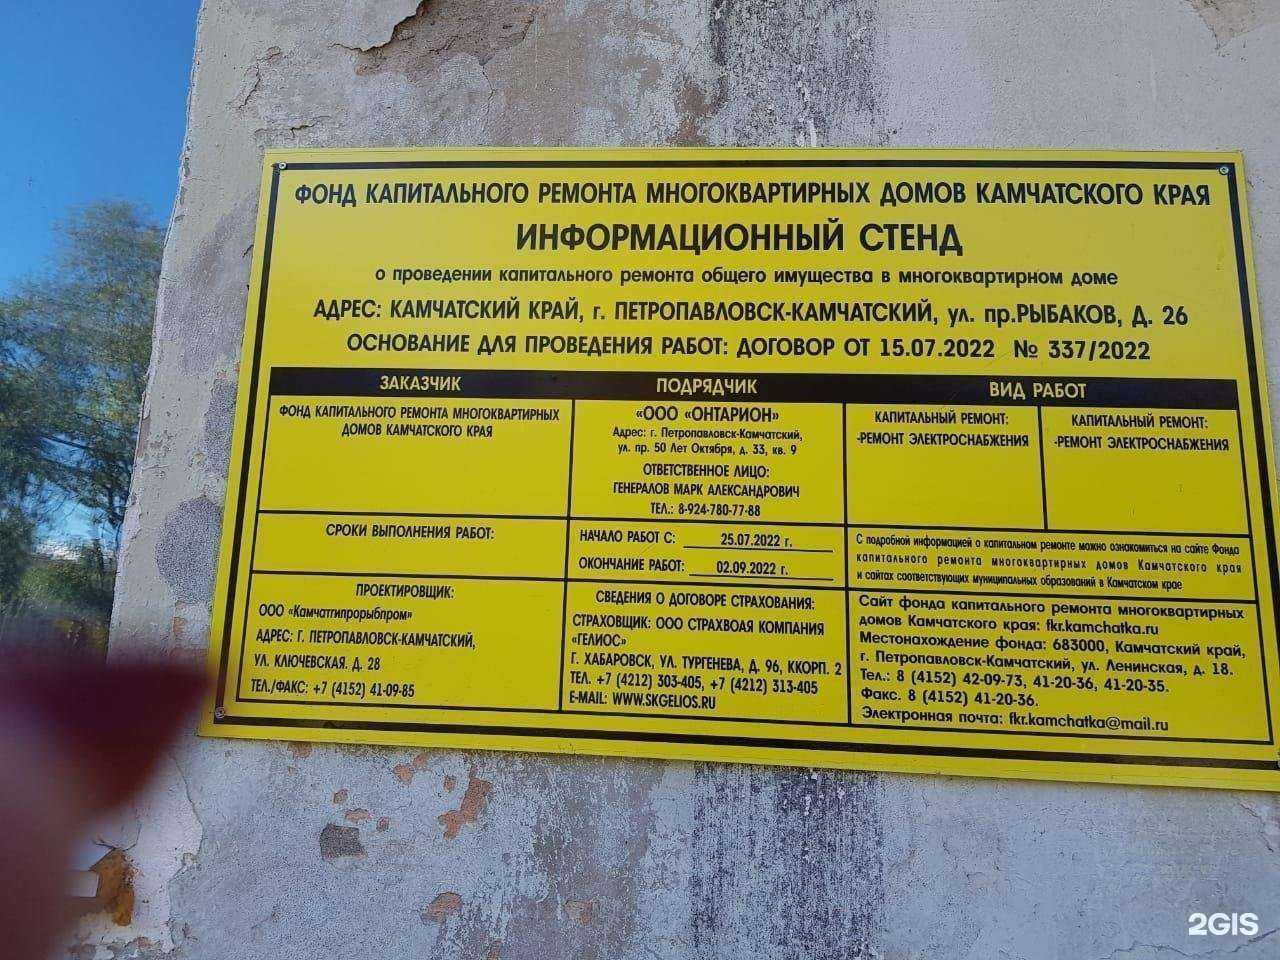 ФОНД КАПИТАЛЬНОГО РЕМОНТА МНОГОКВАРТИРНЫХ ДОМОВ КАМЧАТСКОГО КРАЯ
ИНФОРМАЦИОННЫЙ СТЕНД
о проведении капитального ремонта общего имущества в многоквартирном доме
АДРЕС: КАМЧАТСКИЙ КРАЙ, г. ПЕТРОПАВЛОВСК-КАМЧАТСКИЙ, ул. пр.РЫБАКОВ, Д. 26
ОСНОВАНИЕ ДЛЯ ПРОВЕДЕНИЯ РАБОТ: ДОГОВОР ОТ 15.07.2022 № 337/2022
ЗАКАЗЧИК
ФОНД КАПИТАЛЬНОГО РЕМОНТА МНОГОКВАРТИРНЫХ
ДОМОВ КАМЧАТСКОГО КРАЯ
ПОДРЯДЧИК
«ООО «ОНТАРИОН»
Адрес: г. Петропавловск-Камчатский,
ул. пр. 50 Лет Октября, д. 33, кв. 9
ОТВЕТСТВЕННОЕ ЛИЦО:
ГЕНЕРАЛОВ МАРК АЛЕКСАНДРОВИЧ
ТЕЛ.: 8-924-780-77-88
ВИД РАБОТ
КАПИТАЛЬНЫЙ РЕМОНТ:
-РЕМОНТ ЭЛЕКТРОСНАБЖЕНИЯ
КАПИТАЛЬНЫЙ РЕМОНТ:
-РЕМОНТ ЭЛЕКТРОСНАБЖЕНИЯ
СРОКИ ВЫПОЛНЕНИЯ РАБОТ:
НАЧАЛО РАБОТ С: 25.07.2022 г.
ОКОНЧАНИЕ РАБОТ: 02.09.2022 г.
С подробной информацией о капитальном ремонте можно ознакомиться на сайте Фонда
капитального ремонта многоквартирных домов Камчатского края
и сайтах соответствующих муниципальных образований в Камчатском крае
ПРОЕКТИРОВЩИК:
ООО «Камчатгипрорыбпром»
АДРЕС: Г. ПЕТРОПАВЛОВСК-КАМЧАТСКИЙ,
УЛ. КЛЮЧЕВСКАЯ. Д. 28
ТЕЛ./ФАКС: +7 (4152) 41-09-85
СВЕДЕНИЯ О ДОГОВОРЕ СТРАХОВАНИЯ:
СТРАХОВЩИК: ООО СТРАХВОАЯ КОМПАНИЯ
«ГЕЛИОС»
Г. ХАБАРОВСК, УЛ. ТУРГЕНЕВА, Д. 96, ККОРП. 2
ТЕЛ. +7 (4212) 303-405, +7 (4212) 313-405
E-MAIL: WWW.SKGELIOS.RU
Сайт фонда капитального ремонта многоквартирных
домов Камчатского края: fkr.kamchatka.ru
Местонахождение фонда: 683000, Камчатский край,
г. Петропавловск-Камчатский, ул. Ленинская, д. 18.
Тел.: 8 (4152) 42-09-73, 41-20-36, 41-20-35.
Факс. 8 (4152) 41-20-36.
Электронная почта: fkr.kamchatka@mail.ru
2GIS